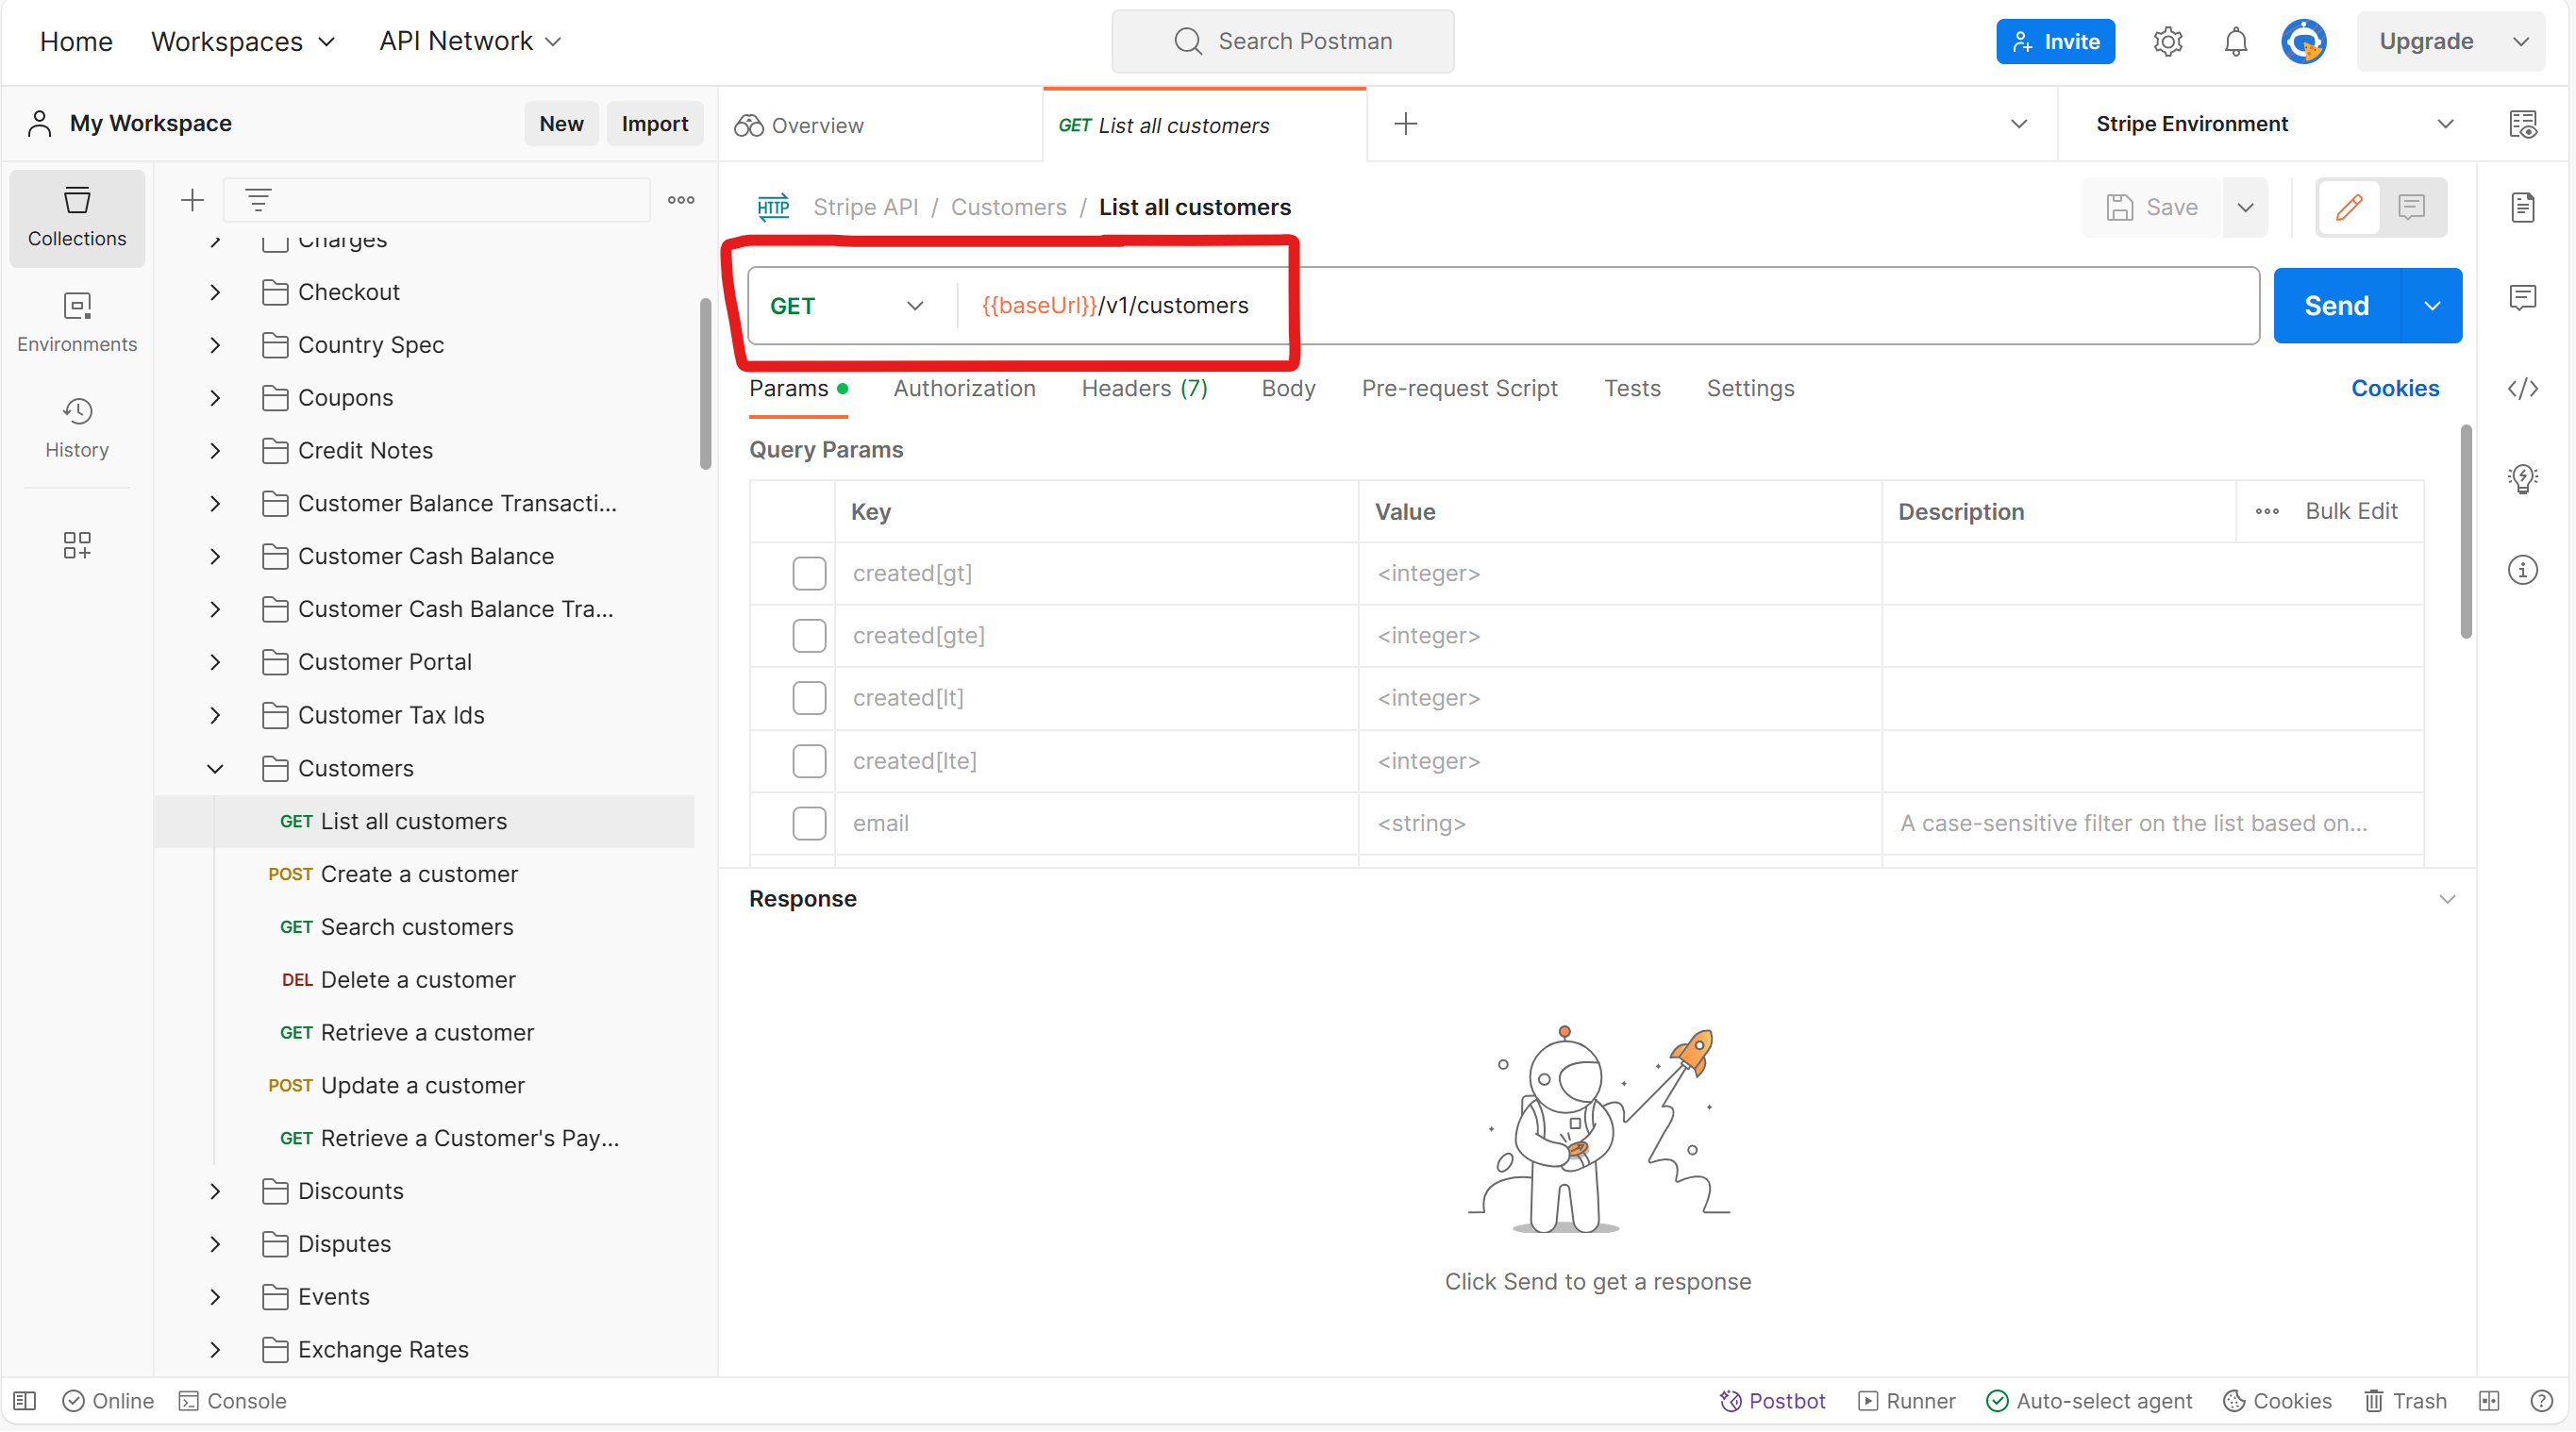 Home Workspaces API Network Search Postman Invite Upgrade
My Workspace New Import Overview GET List all customers Stripe Environment
Collections
Environments
History
Charges
Checkout
Country Spec
Coupons
Credit Notes
Customer Balance Transacti...
Customer Cash Balance
Customer Cash Balance Tra...
Customer Portal
Customer Tax Ids
Customers
GET List all customers
POST Create a customer
GET Search customers
DEL Delete a customer
GET Retrieve a customer
POST Update a customer
GET Retrieve a Customer's Pay...
Discounts
Disputes
Events
Exchange Rates
HTTP Stripe API / Customers / List all customers Save
GET {{baseUrl}}/v1/customers Send
Params Authorization Headers (7) Body Pre-request Script Tests Settings Cookies
Query Params
Key Value Description Bulk Edit
created[gt] <integer>
created[gte] <integer>
created[lt] <integer>
created[lte] <integer>
email <string> A case-sensitive filter on the list based on...
Response
Click Send to get a response
Online Console Postbot Runner Auto-select agent Cookies Trash